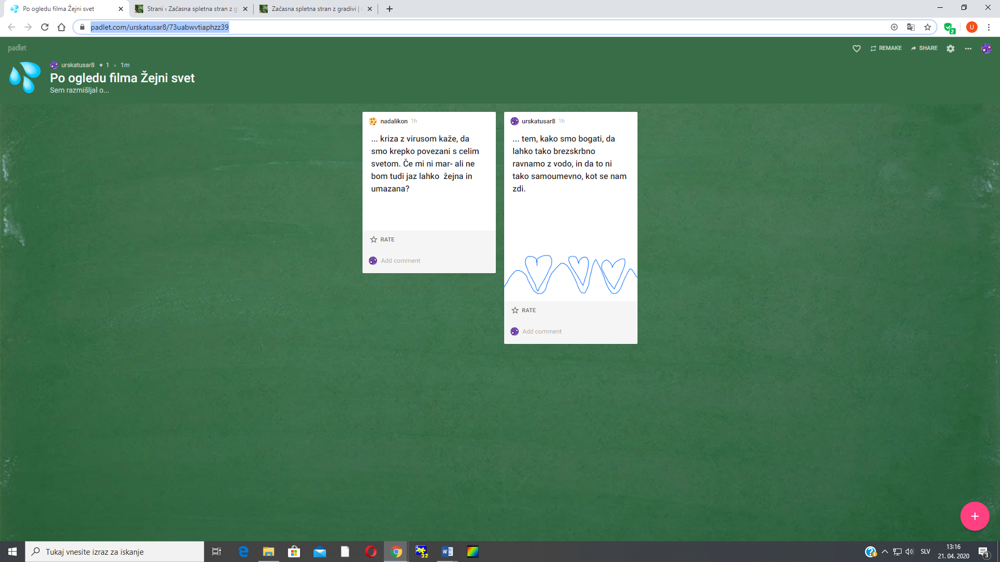 Po ogledu filma Žejni svet
Strani ‹ Začasna spletna stran z g
Začasna spletna stran z gradivi |
padlet.com/urskatusar8/73uabwvtiaphzz39
U
2
padlet
REMAKE
SHARE
urskatusar8 + 1 • 1m
Po ogledu filma Žejni svet
Sem razmišljal o...
nadalikon 1h
... kriza z virusom kaže, da
smo krepko povezani s celim
svetom. Če mi ni mar- ali ne
bom tudi jaz lahko  žejna in
umazana?
RATE
Add comment
urskatusar8 1h
... tem, kako smo bogati, da
lahko tako brezskrbno
ravnamo z vodo, in da to ni
tako samoumevno, kot se nam
zdi.
RATE
Add comment
Tukaj vnesite izraz za iskanje
32
SLV
13:16
21. 04. 2020
3